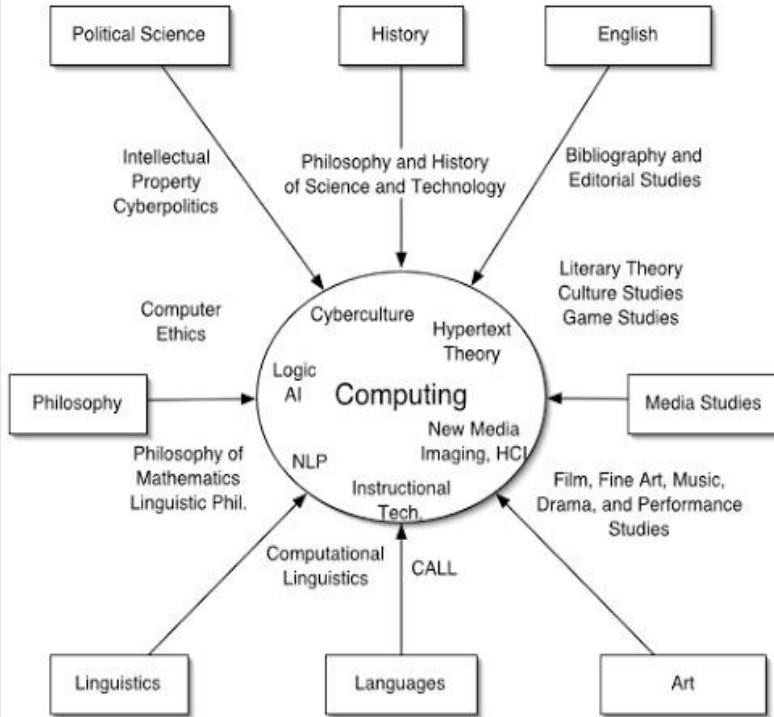 Political Science
History
English
Intellectual
Property
Cyberpolitics
Philosophy and History
of Science and Technology
Bibliography and
Editorial Studies
Literary Theory
Culture Studies
Game Studies
Computer
Ethics
Cyberculture
Hypertext
Theory
Logic
AI
Computing
Philosophy
Media Studies
New Media
Imaging, HCI
NLP
Instructional
Tech.
Philosophy of
Mathematics
Linguistic Phil.
Film, Fine Art, Music,
Drama, and Performance
Studies
Computational
Linguistics
CALL
Linguistics
Languages
Art